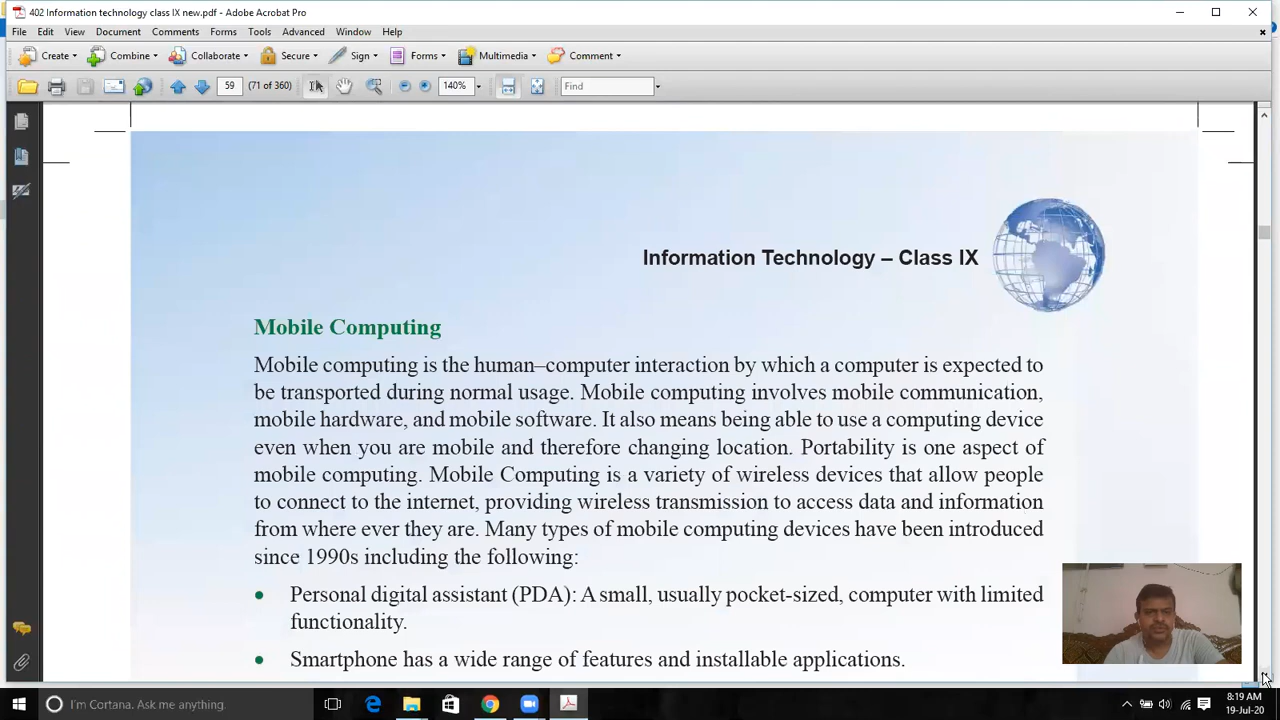 402 Information technology class IX new.pdf - Adobe Acrobat Pro
File Edit View Document Comments Forms Tools Advanced Window Help
Create Combine Collaborate Secure Sign Forms Multimedia Comment
59 (71 of 360) 140% Find
Information Technology – Class IX
Mobile Computing
Mobile computing is the human–computer interaction by which a computer is expected to
be transported during normal usage. Mobile computing involves mobile communication,
mobile hardware, and mobile software. It also means being able to use a computing device
even when you are mobile and therefore changing location. Portability is one aspect of
mobile computing. Mobile Computing is a variety of wireless devices that allow people
to connect to the internet, providing wireless transmission to access data and information
from where ever they are. Many types of mobile computing devices have been introduced
since 1990s including the following:
• Personal digital assistant (PDA): A small, usually pocket-sized, computer with limited
functionality.
• Smartphone has a wide range of features and installable applications.
I'm Cortana. Ask me anything.
8:19 AM
19-Jul-20